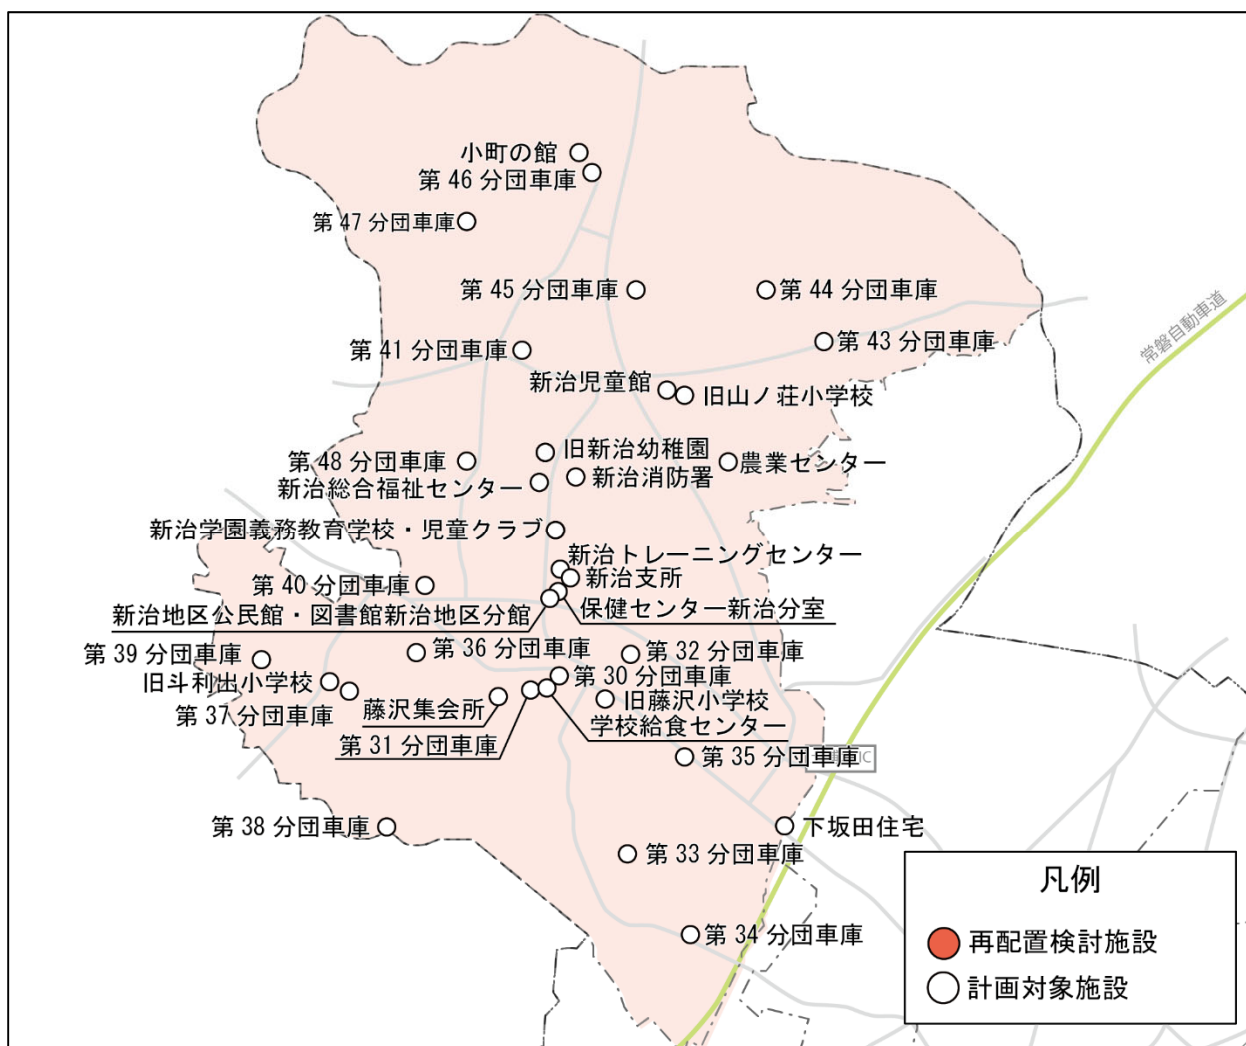 小町の館
第 46 分団車庫
第 47 分団車庫
第 45 分団車庫
第 44 分団車庫
常磐自動車道
第 43 分団車庫
第 41 分団車庫
新治児童館
旧山ノ荘小学校
旧新治幼稚園
第 48 分団車庫
農業センター
新治消防署
新治総合福祉センター
新治学園義務教育学校・児童クラブ
新治トレーニングセンター
新治支所
第 40 分団車庫
保健センター新治分室
新治地区公民館・図書館新治地区分館
第 36 分団車庫
第 32 分団車庫
第 39 分団車庫
第 30 分団車庫
旧斗利出小学校
旧藤沢小学校
第 37 分団車庫
藤沢集会所
学校給食センター
第 31 分団車庫
第 35 分団車庫
IC
第 38 分団車庫
下坂田住宅
第 33 分団車庫
第 34 分団車庫
凡例
再配置検討施設
計画対象施設